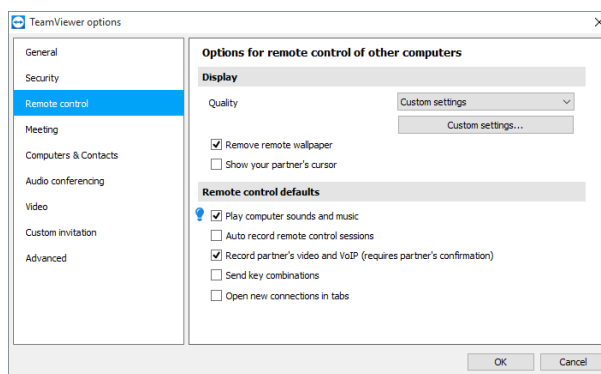 TeamViewer options
General
Security
Remote control
Meeting
Computers & Contacts
Audio conferencing
Video
Custom invitation
Advanced
Options for remote control of other computers
Display
Quality
Custom settings
Custom settings...
Remove remote wallpaper
Show your partner's cursor
Remote control defaults
Play computer sounds and music
Auto record remote control sessions
Record partner's video and VoIP (requires partner's confirmation)
Send key combinations
Open new connections in tabs
OK
Cancel